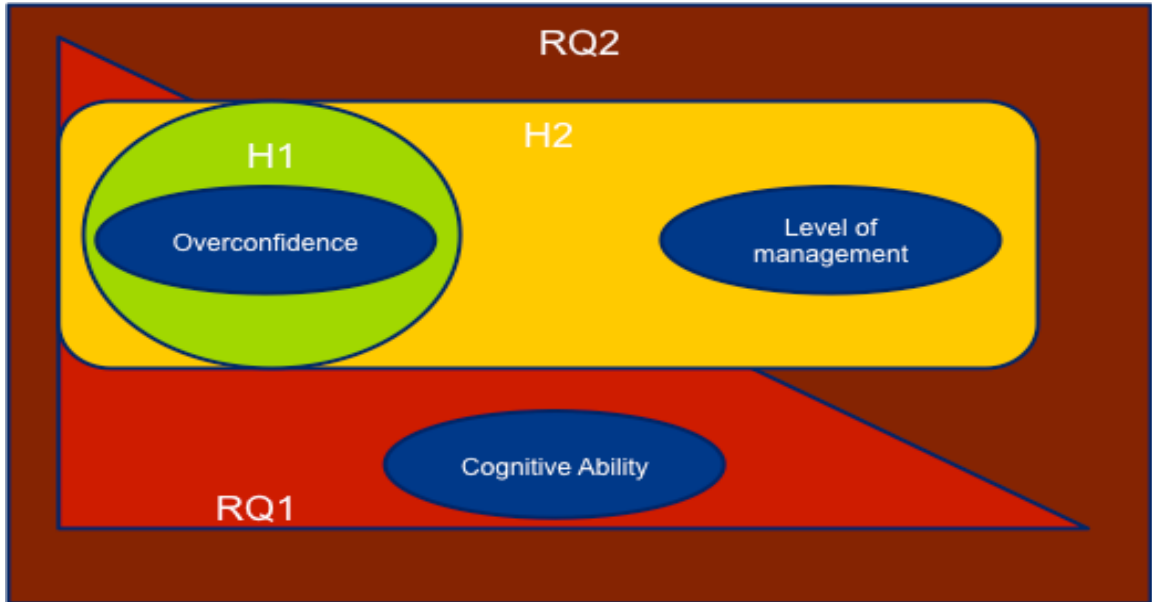 RQ2
H2
H1
Overconfidence
Level of
management
Cognitive Ability
RQ1